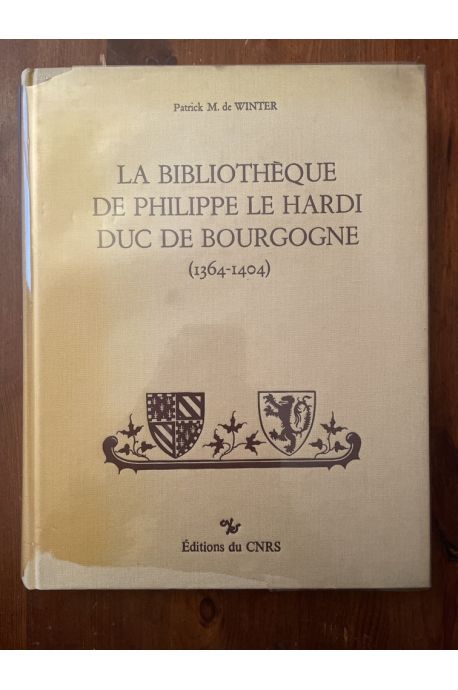 Patrick M. de WINTER
LA BIBLIOTHÈQUE
DE PHILIPPE LE HARDI
DUC DE BOURGOGNE
(1364-1404)
Éditions du CNRS